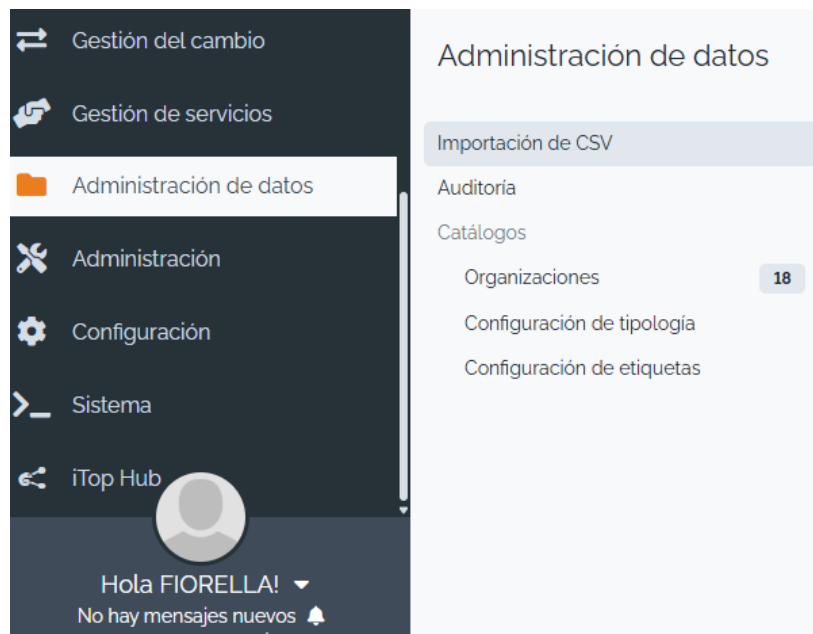 Gestión del cambio
Gestión de servicios
Administración de datos
Administración
Configuración
Sistema
iTop Hub
Hola FIORELLA!
No hay mensajes nuevos
Administración de datos
Importación de CSV
Auditoría
Catálogos
Organizaciones 18
Configuración de tipología
Configuración de etiquetas